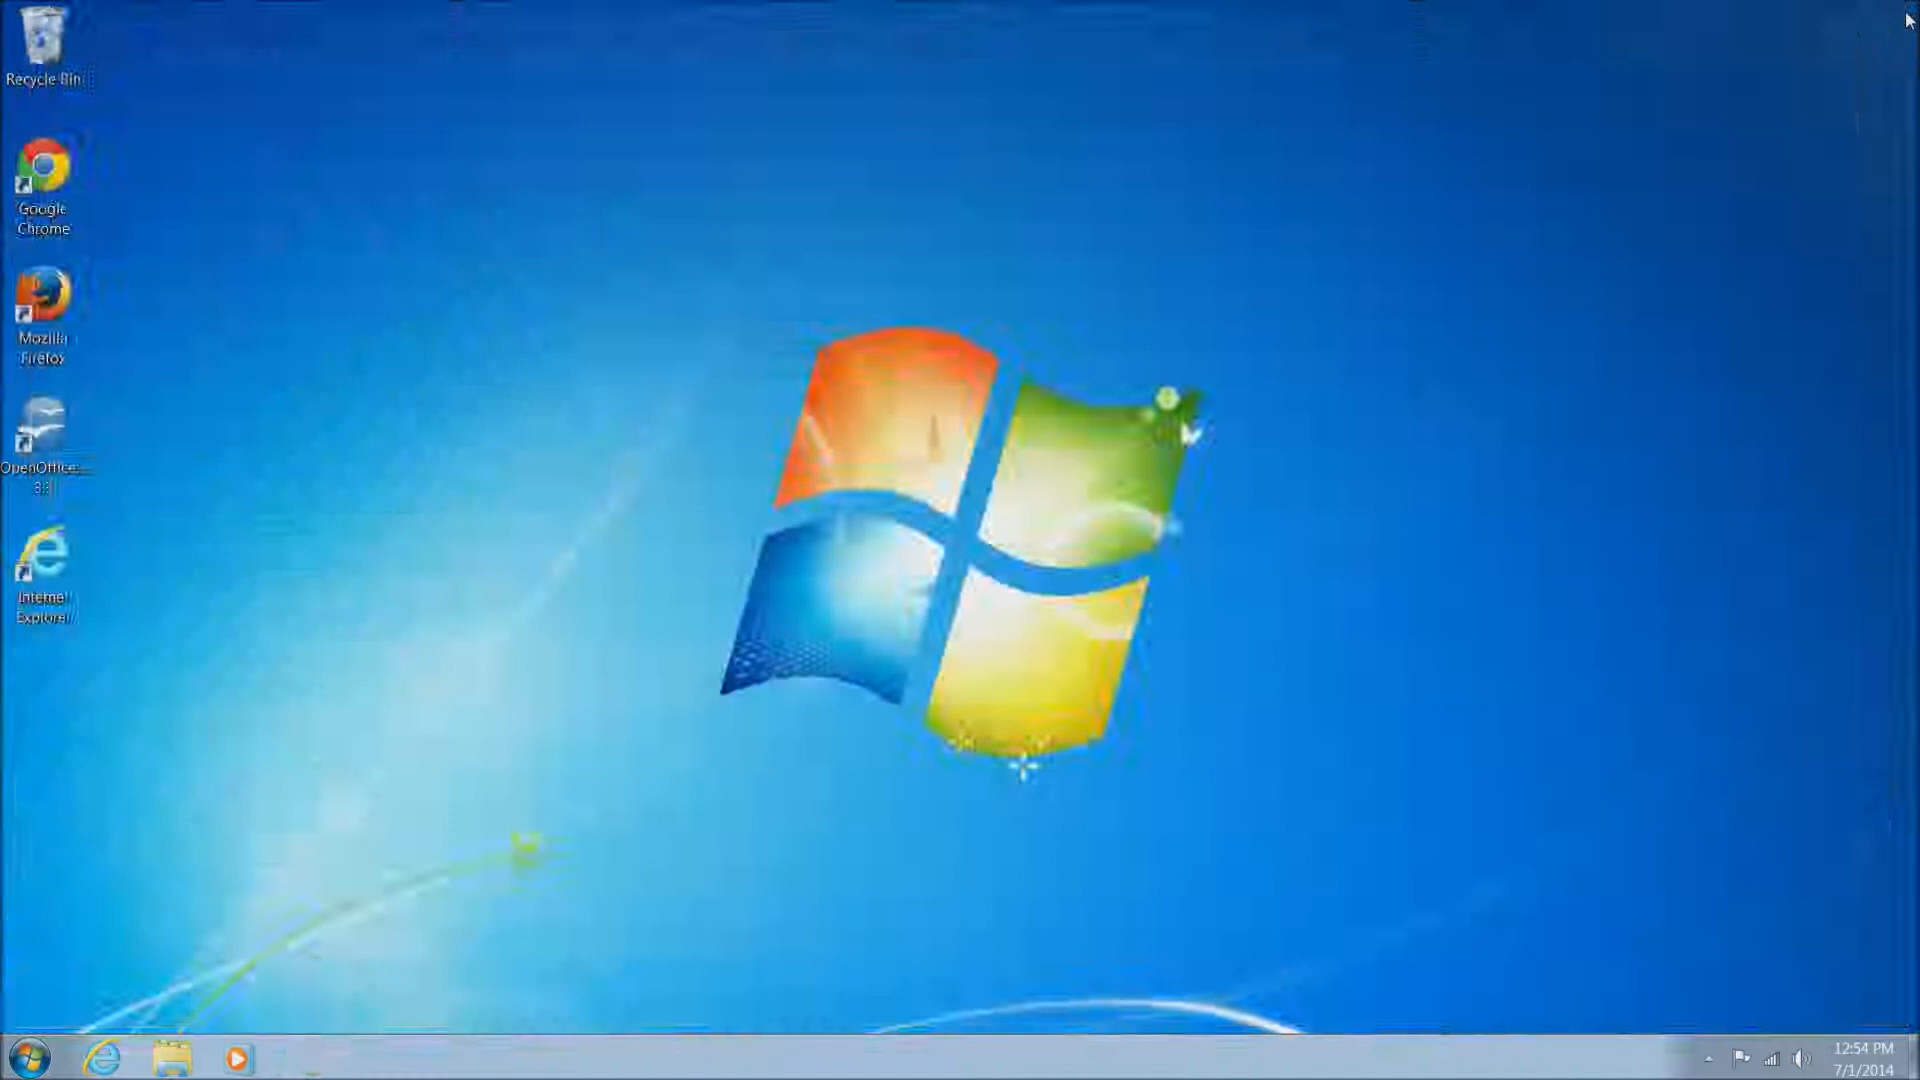 Recycle Bin
Google
Chrome
Mozilla
Firefox
OpenOffice....
Internet
Explorer
12:54 PM
7/1/2014